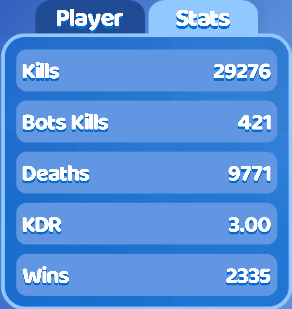 Player Stats
Kills 29276
Bots Kills 421
Deaths 9771
KDR 3.00
Wins 2335